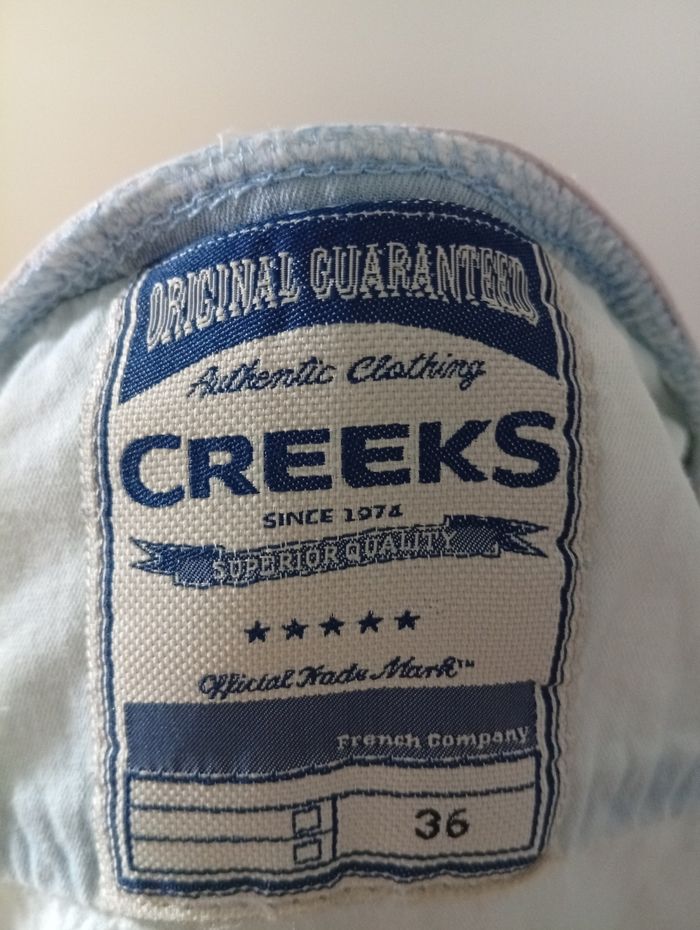 ORIGINAL GUARANTEED
Authentic Clothing
CREEKS
SINCE 1974
SUPERIOR QUALITY
Official Trade Mark™
French Company
36